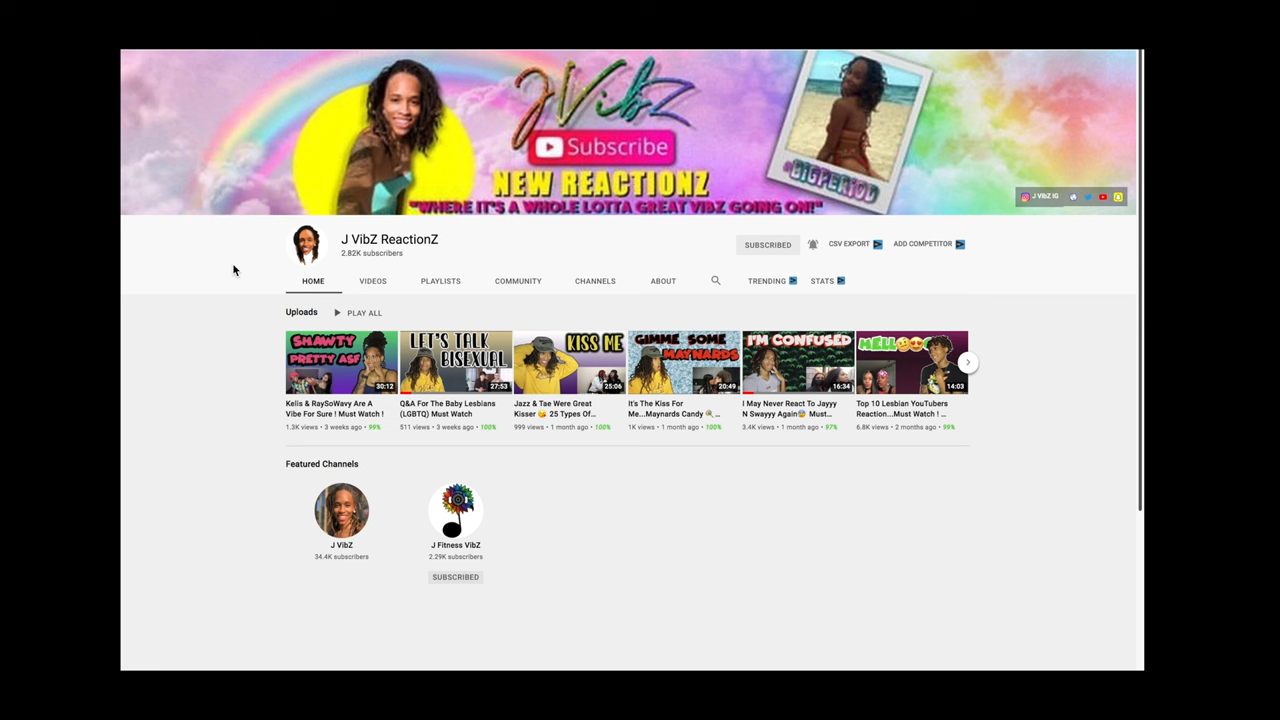 JVibZ
Subscribe
NEW REACTIONZ
"WHERE IT'S A WHOLE LOTTA GREAT VIBZ GOING ON!"
@BIGPERIOD
J VibZ IG
J VibZ ReactionZ
2.82K subscribers
SUBSCRIBED
CSV EXPORT
ADD COMPETITOR
HOME
VIDEOS
PLAYLISTS
COMMUNITY
CHANNELS
ABOUT
TRENDING
STATS
Uploads
PLAY ALL
SHAWTY
PRETTY ASF
30:12
LET'S TALK
BISEXUAL
27:53
KISS ME
25:06
GIMME SOME
MAYNARDS
20:49
I'M CONFUSED
16:34
HELLO
14:03
Kelis & RaySoWavy Are A
Vibe For Sure ! Must Watch !
1.3K views • 3 weeks ago • 99%
Q&A For The Baby Lesbians
(LGBTQ) Must Watch
511 views • 3 weeks ago • 100%
Jazz & Tae Were Great
Kisser 😘 25 Types Of...
999 views • 1 month ago • 100%
It's The Kiss For
Me...Maynards Candy 🍭...
1K views • 1 month ago • 100%
I May Never React To Jayyy
N Swayyy Again😰 Must...
3.4K views • 1 month ago • 97%
Top 10 Lesbian YouTubers
Reaction...Must Watch ! ...
6.8K views • 2 months ago • 99%
Featured Channels
J VibZ
34.4K subscribers
J Fitness VibZ
2.29K subscribers
SUBSCRIBED